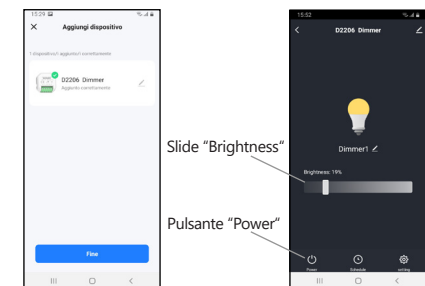 15:29
Aggiungi dispositivo
1 dispositivo/i aggiunto/i correttamente
D2206 Dimmer
Aggiunto correttamente
Fine
Slide "Brightness"
Pulsante "Power"
15:52
D2206 Dimmer
Dimmer1
Brightness: 19%
Power
Schedule
setting